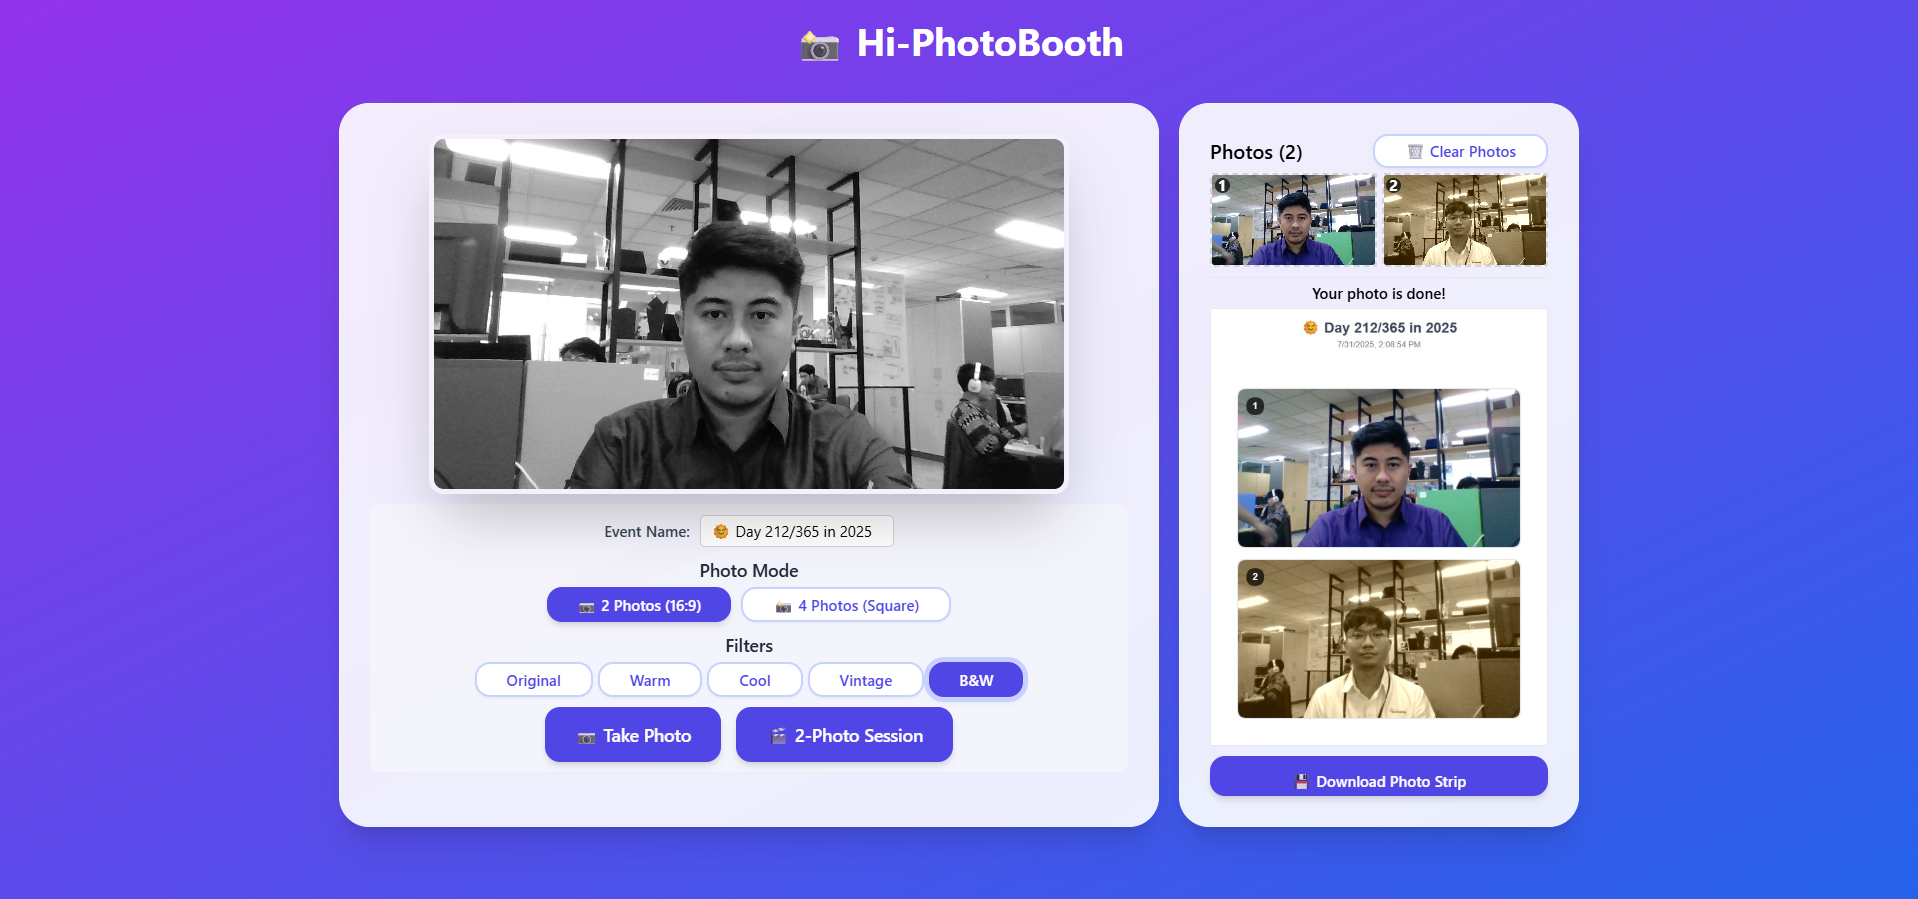 📸 Hi-PhotoBooth
Event Name: 🌞 Day 212/365 in 2025
Photo Mode
📷 2 Photos (16:9)
📸 4 Photos (Square)
Filters
Original
Warm
Cool
Vintage
B&W
📷 Take Photo
🎬 2-Photo Session
Photos (2)
🗑️ Clear Photos
1
2
Your photo is done!
🌞 Day 212/365 in 2025
7/31/2025, 2:08:54 PM
1
2
💾 Download Photo Strip